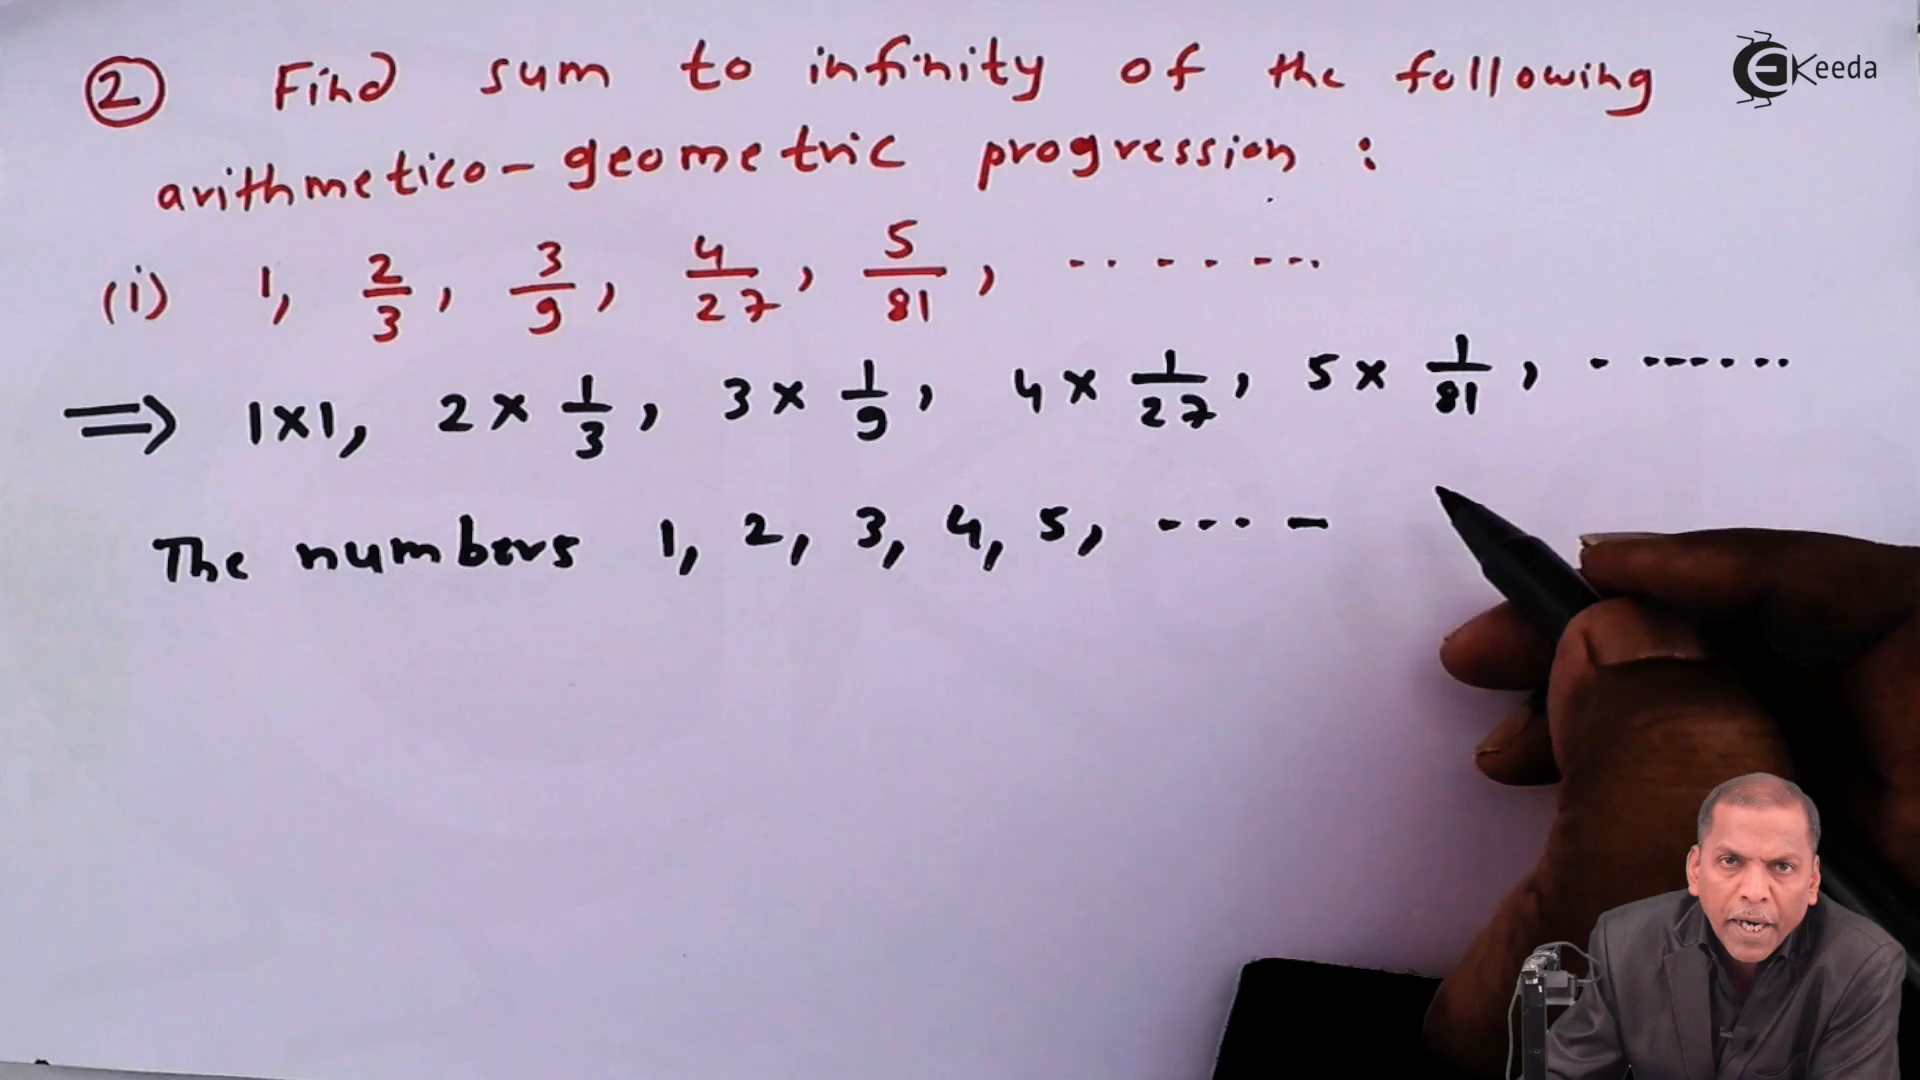 EKeeda
② Find sum to infinity of the following
arithmetico-geometric progression :
(i) 1, 2/3, 3/9, 4/27, 5/81, .......
⇒ 1×1, 2 × 1/3, 3 × 1/9, 4 × 1/27, 5 × 1/81, .......
The numbers 1, 2, 3, 4, 5, ....